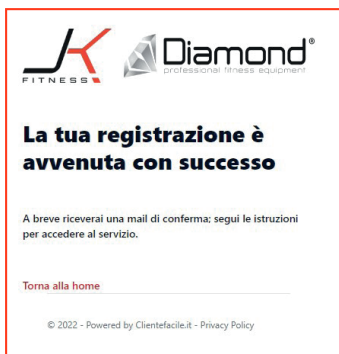 JK
FITNESS
Diamond®
professional fitness equipment
La tua registrazione è
avvenuta con successo
A breve riceverai una mail di conferma; segui le istruzioni
per accedere al servizio.
Torna alla home
© 2022 - Powered by Clientefacile.it - Privacy Policy